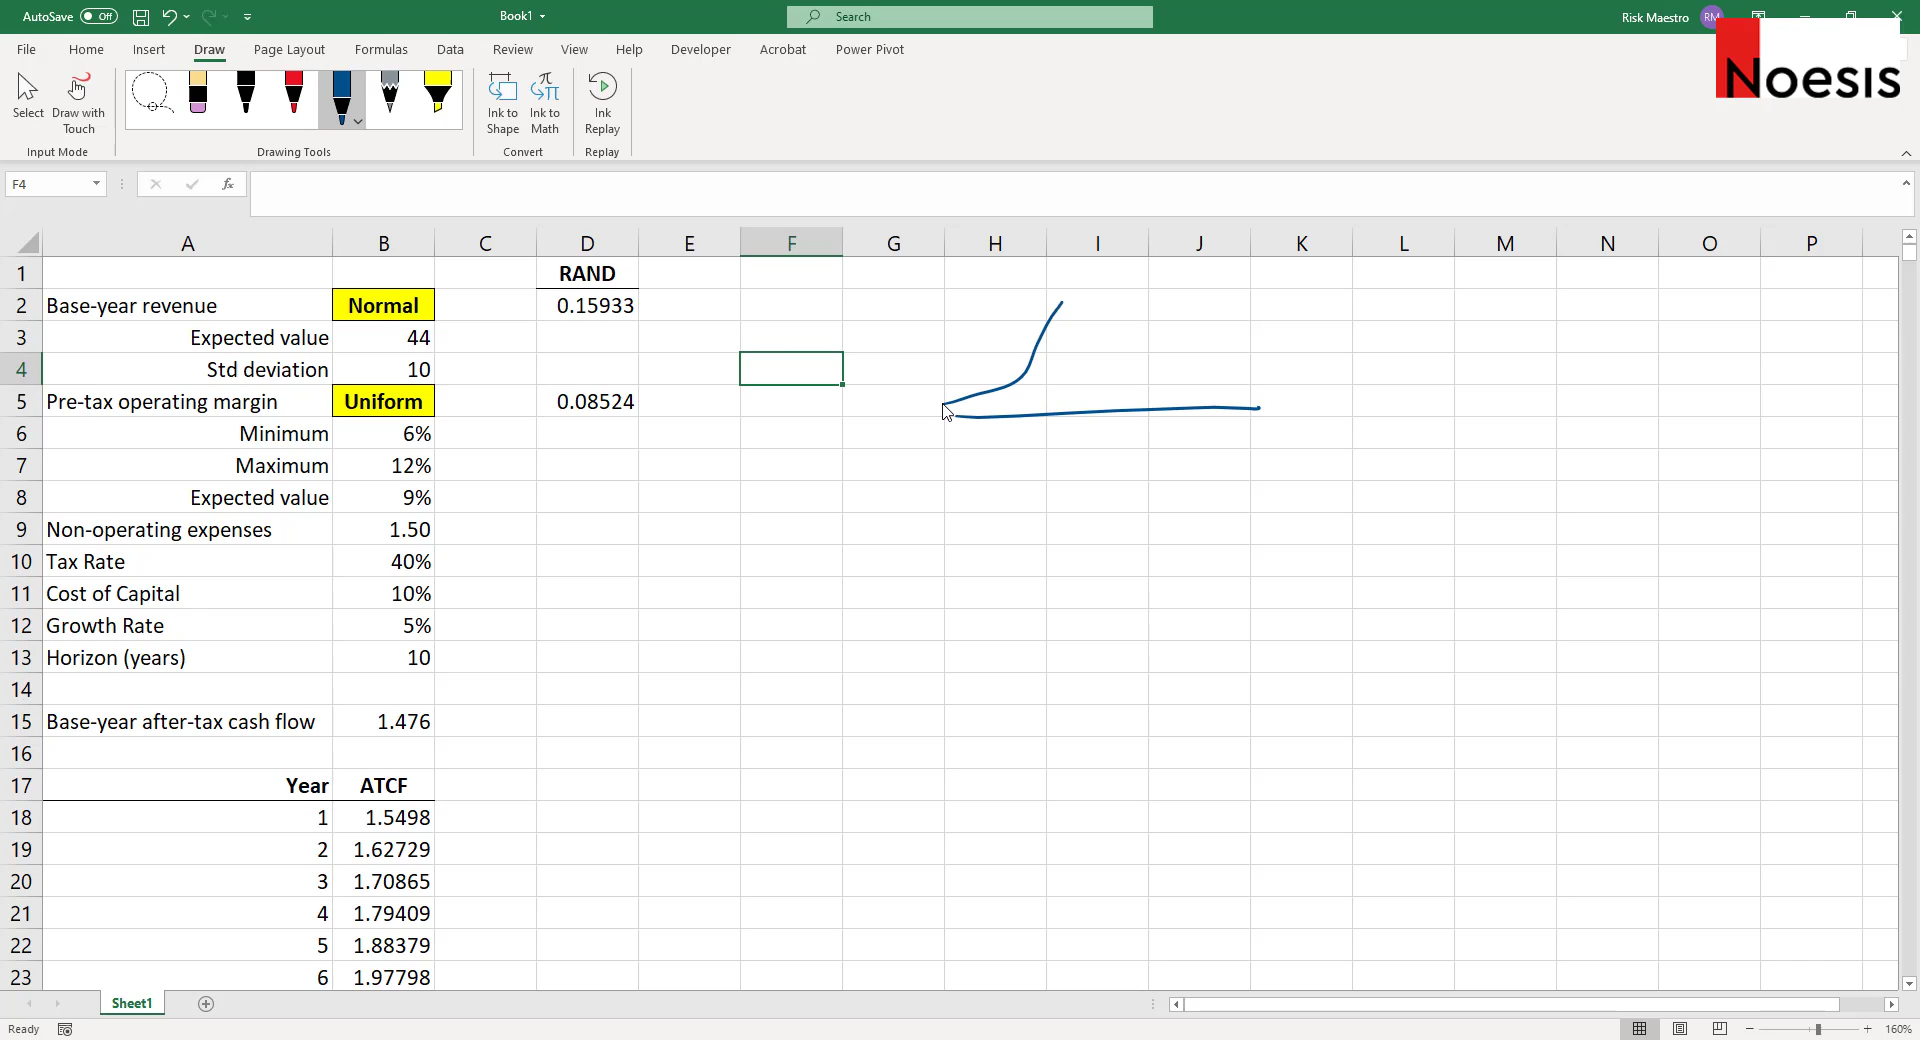 AutoSave Off Book1 Search Risk Maestro RM
Noesis
File Home Insert Draw Page Layout Formulas Data Review View Help Developer Acrobat Power Pivot
Select Draw with Touch Ink to Shape Ink to Math Ink Replay
Input Mode Drawing Tools Convert Replay
F4 fx
A B C D E F G H I J K L M N O P
1 RAND
2 Base-year revenue Normal 0.15933
3 Expected value 44
4 Std deviation 10
5 Pre-tax operating margin Uniform 0.08524
6 Minimum 6%
7 Maximum 12%
8 Expected value 9%
9 Non-operating expenses 1.50
10 Tax Rate 40%
11 Cost of Capital 10%
12 Growth Rate 5%
13 Horizon (years) 10
14
15 Base-year after-tax cash flow 1.476
16
17 Year ATCF
18 1 1.5498
19 2 1.62729
20 3 1.70865
21 4 1.79409
22 5 1.88379
23 6 1.97798
Sheet1
Ready 160%